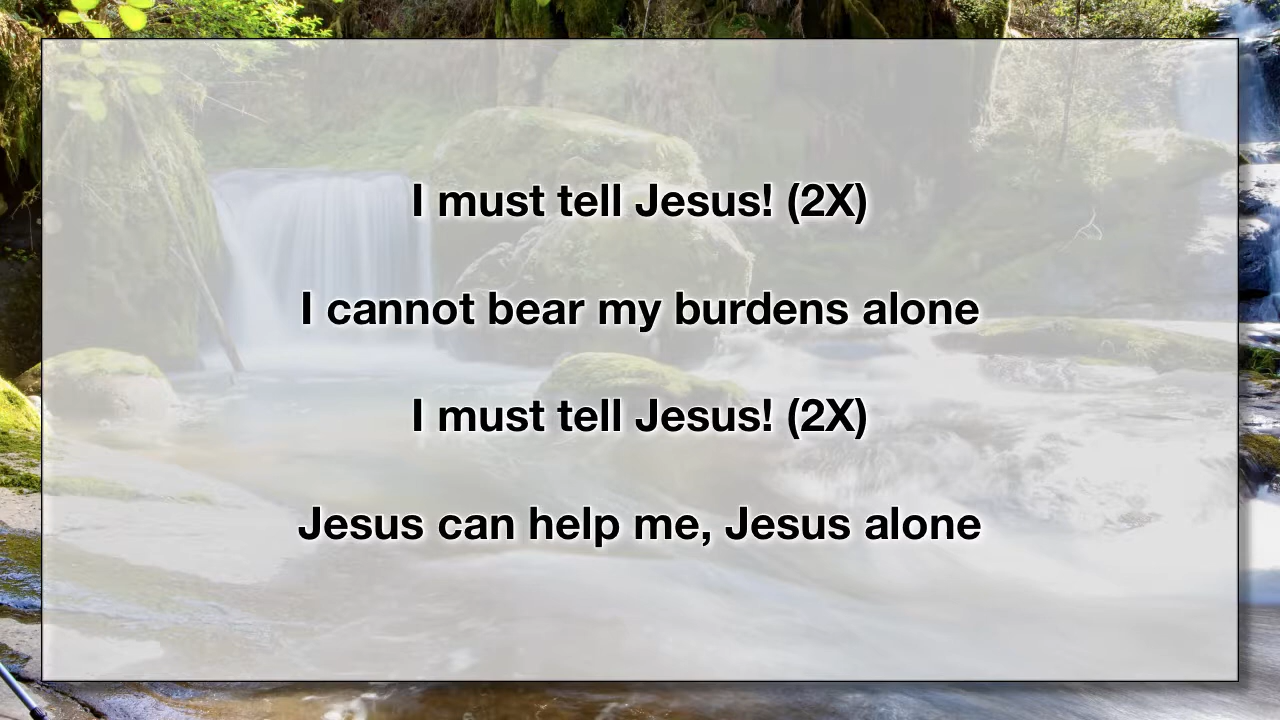 I must tell Jesus! (2X)
I cannot bear my burdens alone
I must tell Jesus! (2X)
Jesus can help me, Jesus alone